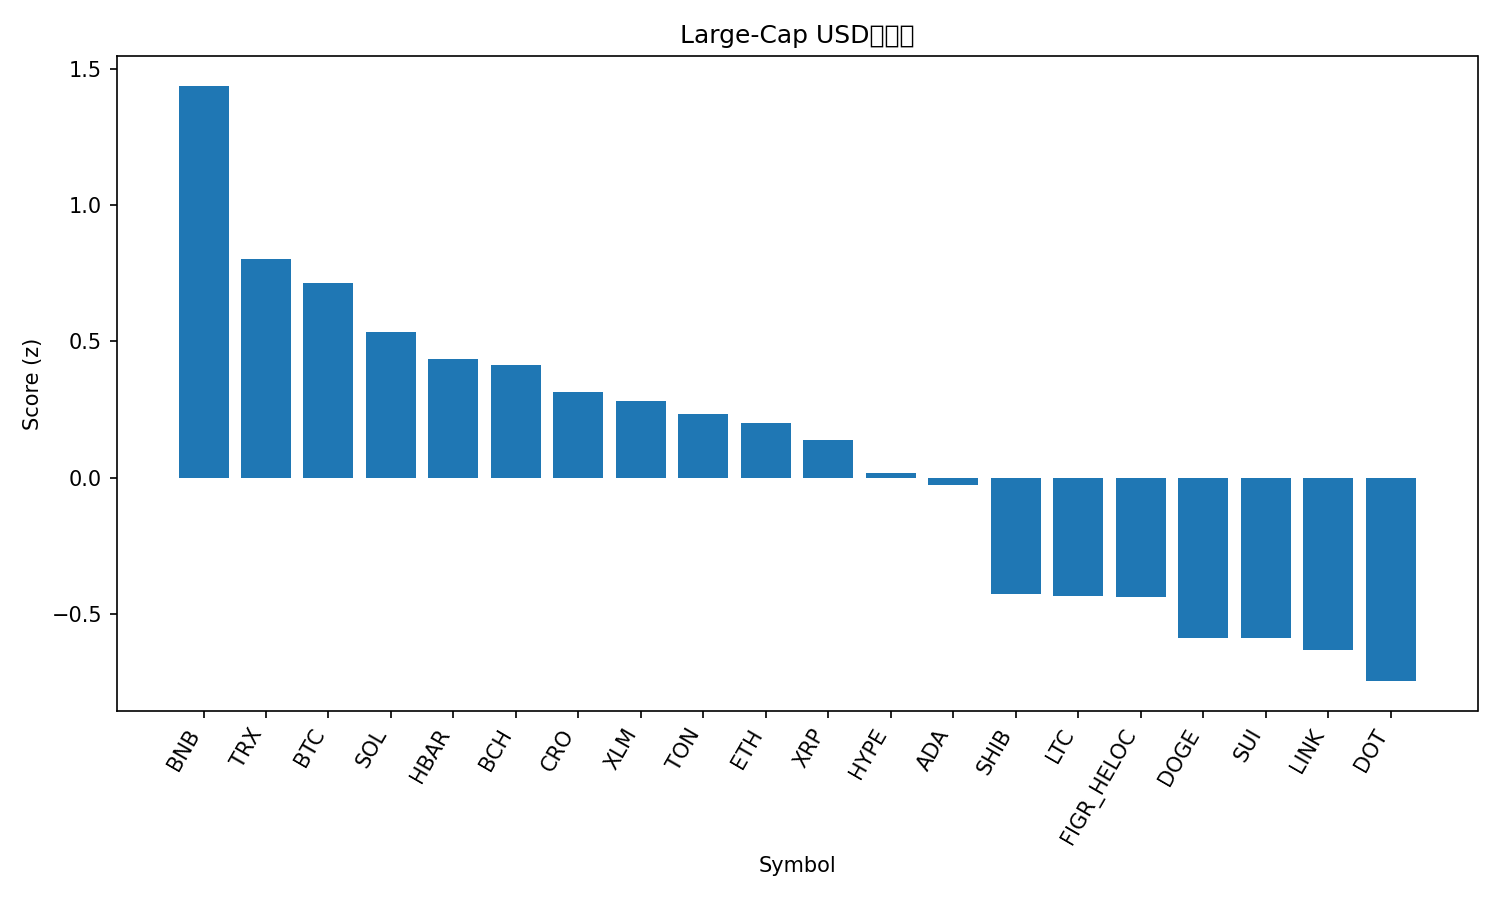 Large-Cap USD
Score (z)
1.5
1.0
0.5
0.0
−0.5
BNB
TRX
BTC
SOL
HBAR
BCH
CRO
XLM
TON
ETH
XRP
HYPE
ADA
SHIB
LTC
FIGR_HELOC
DOGE
SUI
LINK
DOT
Symbol